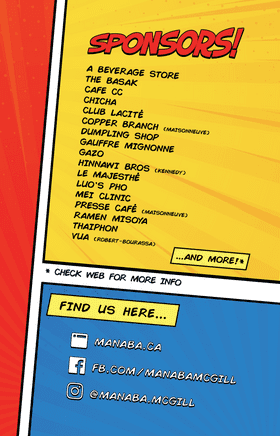 SPONSORS!
A BEVERAGE STORE
THE BASAK
CAFE CC
CHICHA
CLUB LACITÉ
COPPER BRANCH (MAISONNEUVE)
DUMPLING SHOP
GAUFFRE MIGNONNE
GAZO
HINNAWI BROS (KENNEDY)
LE MAJESTHÉ
LUO'S PHO
MEI CLINIC
PRESSE CAFÉ (MAISONNEUVE)
RAMEN MISOYA
THAIPHON
VUA (ROBERT-BOURASSA)
...AND MORE!*
* CHECK WEB FOR MORE INFO
FIND US HERE...
MANABA.CA
FB.COM/MANABAMCGILL
@MANABA.MCGILL